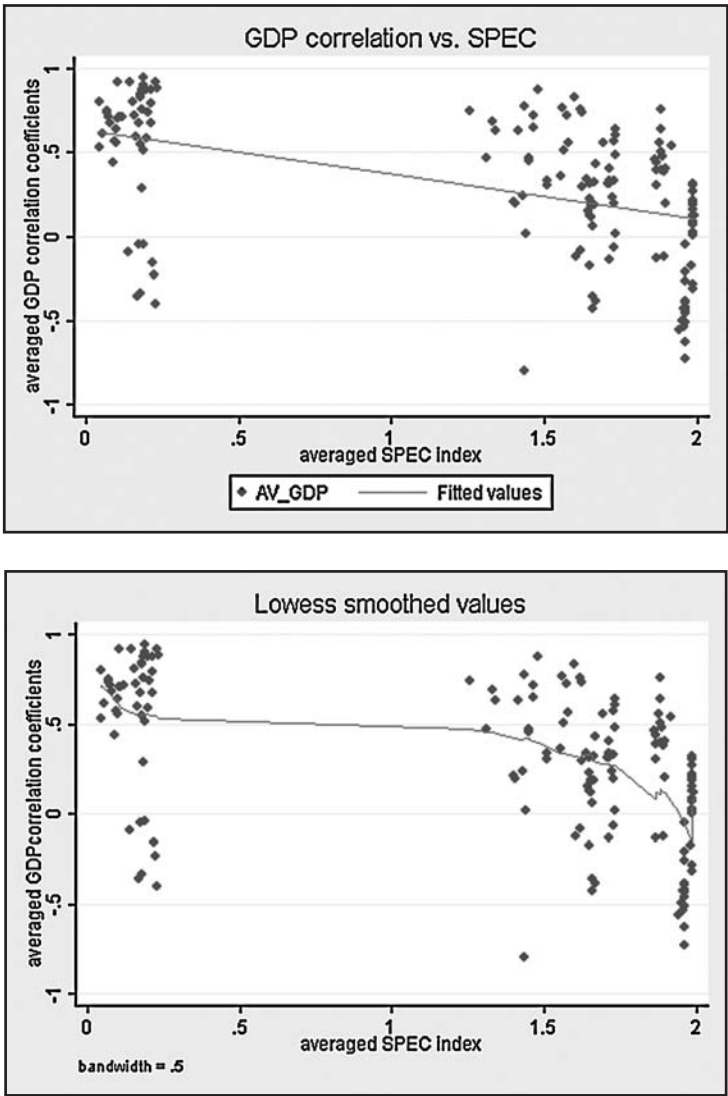 GDP correlation vs. SPEC
averaged GDP correlation coefficients
1
.5
0
-.5
-1
0
.5
1
1.5
2
averaged SPEC index
AV_GDP
Fitted values
Lowess smoothed values
averaged GDPcorrelation coefficients
1
.5
0
-.5
-1
0
.5
1
1.5
2
averaged SPEC index
bandwidth = .5